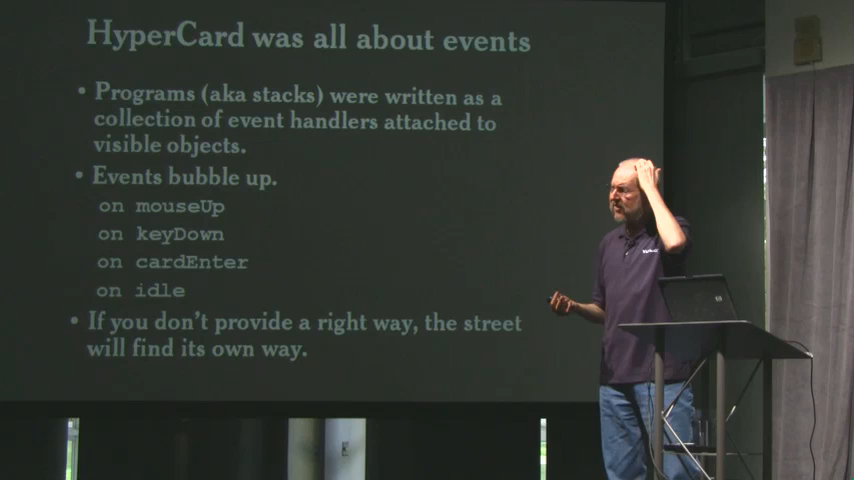 HyperCard was all about events
• Programs (aka stacks) were written as a
collection of event handlers attached to
visible objects.
• Events bubble up.
on mouseUp
on keyDown
on cardEnter
on idle
• If you don't provide a right way, the street
will find its own way.